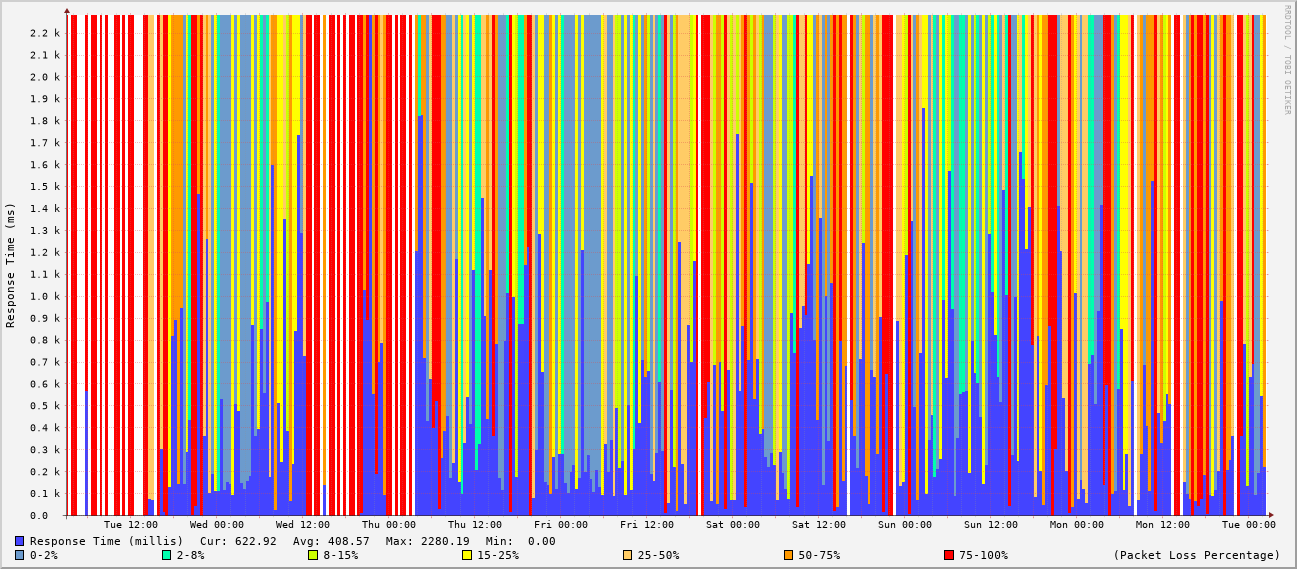 RRDTOOL / TOBI OETIKER
Response Time (ms)
2.2 k
2.1 k
2.0 k
1.9 k
1.8 k
1.7 k
1.6 k
1.5 k
1.4 k
1.3 k
1.2 k
1.1 k
1.0 k
0.9 k
0.8 k
0.7 k
0.6 k
0.5 k
0.4 k
0.3 k
0.2 k
0.1 k
0.0
Tue 12:00 Wed 00:00 Wed 12:00 Thu 00:00 Thu 12:00 Fri 00:00 Fri 12:00 Sat 00:00 Sat 12:00 Sun 00:00 Sun 12:00 Mon 00:00 Mon 12:00 Tue 00:00
Response Time (millis) Cur: 622.92 Avg: 408.57 Max: 2280.19 Min: 0.00
0-2% 2-8% 8-15% 15-25% 25-50% 50-75% 75-100% (Packet Loss Percentage)